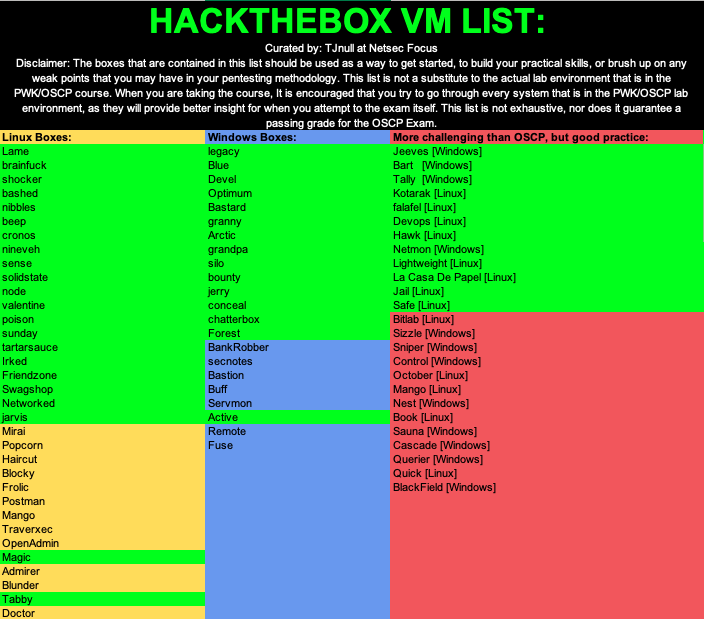 HACKTHEBOX VM LIST:
Curated by: TJnull at Netsec Focus
Disclaimer: The boxes that are contained in this list should be used as a way to get started, to build your practical skills, or brush up on any
weak points that you may have in your pentesting methodology. This list is not a substitute to the actual lab environment that is in the
PWK/OSCP course. When you are taking the course, It is encouraged that you try to go through every system that is in the PWK/OSCP lab
environment, as they will provide better insight for when you attempt to the exam itself. This list is not exhaustive, nor does it guarantee a
passing grade for the OSCP Exam.
Linux Boxes: Windows Boxes: More challenging than OSCP, but good practice:
Lame legacy Jeeves [Windows]
brainfuck Blue Bart [Windows]
shocker Devel Tally [Windows]
bashed Optimum Kotarak [Linux]
nibbles Bastard falafel [Linux]
beep granny Devops [Linux]
cronos Arctic Hawk [Linux]
nineveh grandpa Netmon [Windows]
sense silo Lightweight [Linux]
solidstate bounty La Casa De Papel [Linux]
node jerry Jail [Linux]
valentine conceal Safe [Linux]
poison chatterbox Bitlab [Linux]
sunday Forest Sizzle [Windows]
tartarsauce BankRobber Sniper [Windows]
Irked secnotes Control [Windows]
Friendzone Bastion October [Linux]
Swagshop Buff Mango [Linux]
Networked Servmon Nest [Windows]
jarvis Active Book [Linux]
Mirai Remote Sauna [Windows]
Popcorn Fuse Cascade [Windows]
Haircut Querier [Windows]
Blocky Quick [Linux]
Frolic BlackField [Windows]
Postman
Mango
Traverxec
OpenAdmin
Magic
Admirer
Blunder
Tabby
Doctor